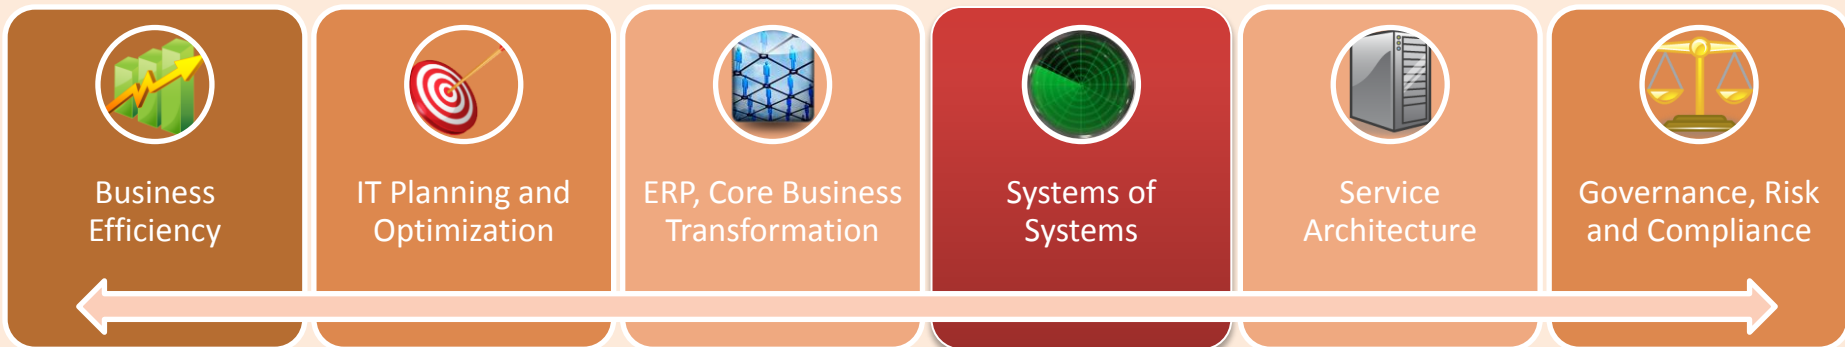 Business
Efficiency
IT Planning and
Optimization
ERP, Core Business
Transformation
Systems of
Systems
Service
Architecture
Governance, Risk
and Compliance